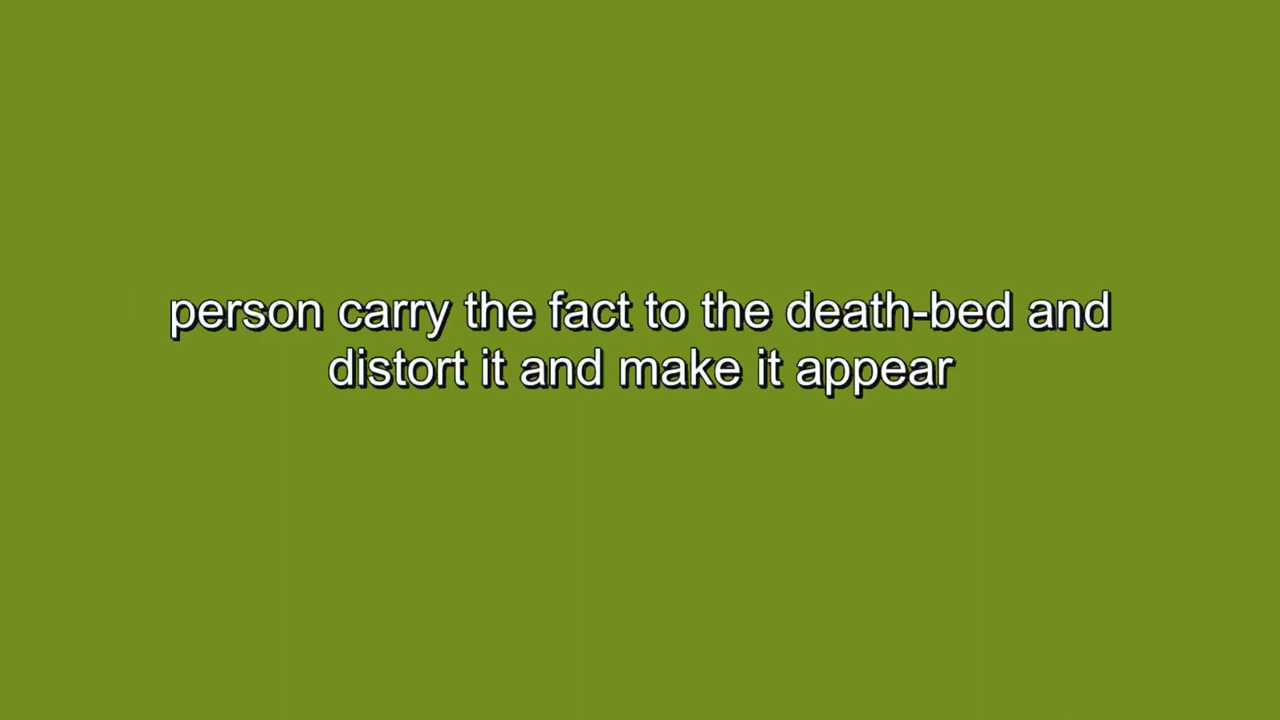 person carry the fact to the death-bed and
distort it and make it appear